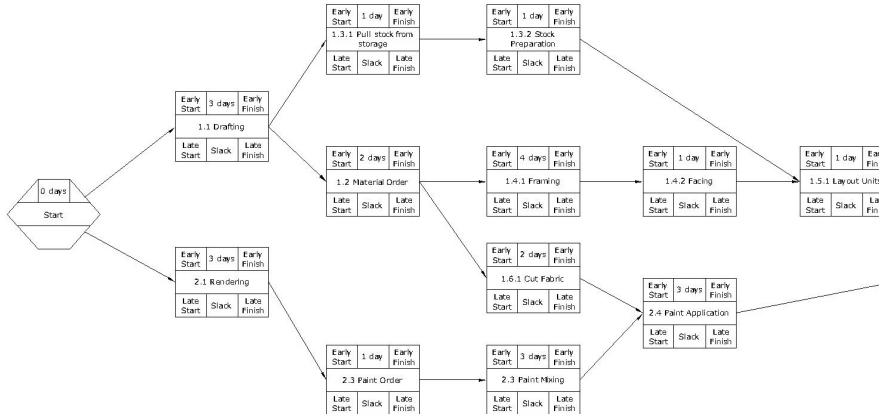 Early Start 1 day Early Finish
1.3.1 Pull stock from storage
Late Start Slack Late Finish
Early Start 1 day Early Finish
1.3.2 Stock Preparation
Late Start Slack Late Finish
Early Start 3 days Early Finish
1.1 Drafting
Late Start Slack Late Finish
Early Start 2 days Early Finish
1.2 Material Order
Late Start Slack Late Finish
Early Start 4 days Early Finish
1.4.1 Framing
Late Start Slack Late Finish
Early Start 1 day Early Finish
1.4.2 Facing
Late Start Slack Late Finish
Early Start 1 day Early
1.5.1 Layout Units
Late Start Slack Late
0 days
Start
Early Start 3 days Early Finish
2.1 Rendering
Late Start Slack Late Finish
Early Start 2 days Early Finish
1.6.1 Cut Fabric
Late Start Slack Late Finish
Early Start 3 days Early Finish
2.4 Paint Application
Late Start Slack Late Finish
Early Start 1 day Early Finish
2.3 Paint Order
Late Start Slack Late Finish
Early Start 3 days Early Finish
2.3 Paint Mixing
Late Start Slack Late Finish